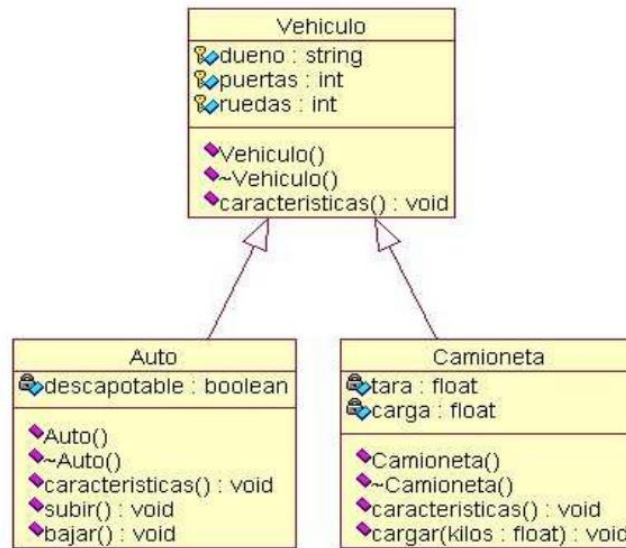 Vehiculo
dueno : string
puertas : int
ruedas : int
Vehiculo()
~Vehiculo()
caracteristicas() : void
Auto
descapotable : boolean
Auto()
~Auto()
caracteristicas() : void
subir() : void
bajar() : void
Camioneta
tara : float
carga : float
Camioneta()
~Camioneta()
caracteristicas() : void
cargar(kilos : float) : void